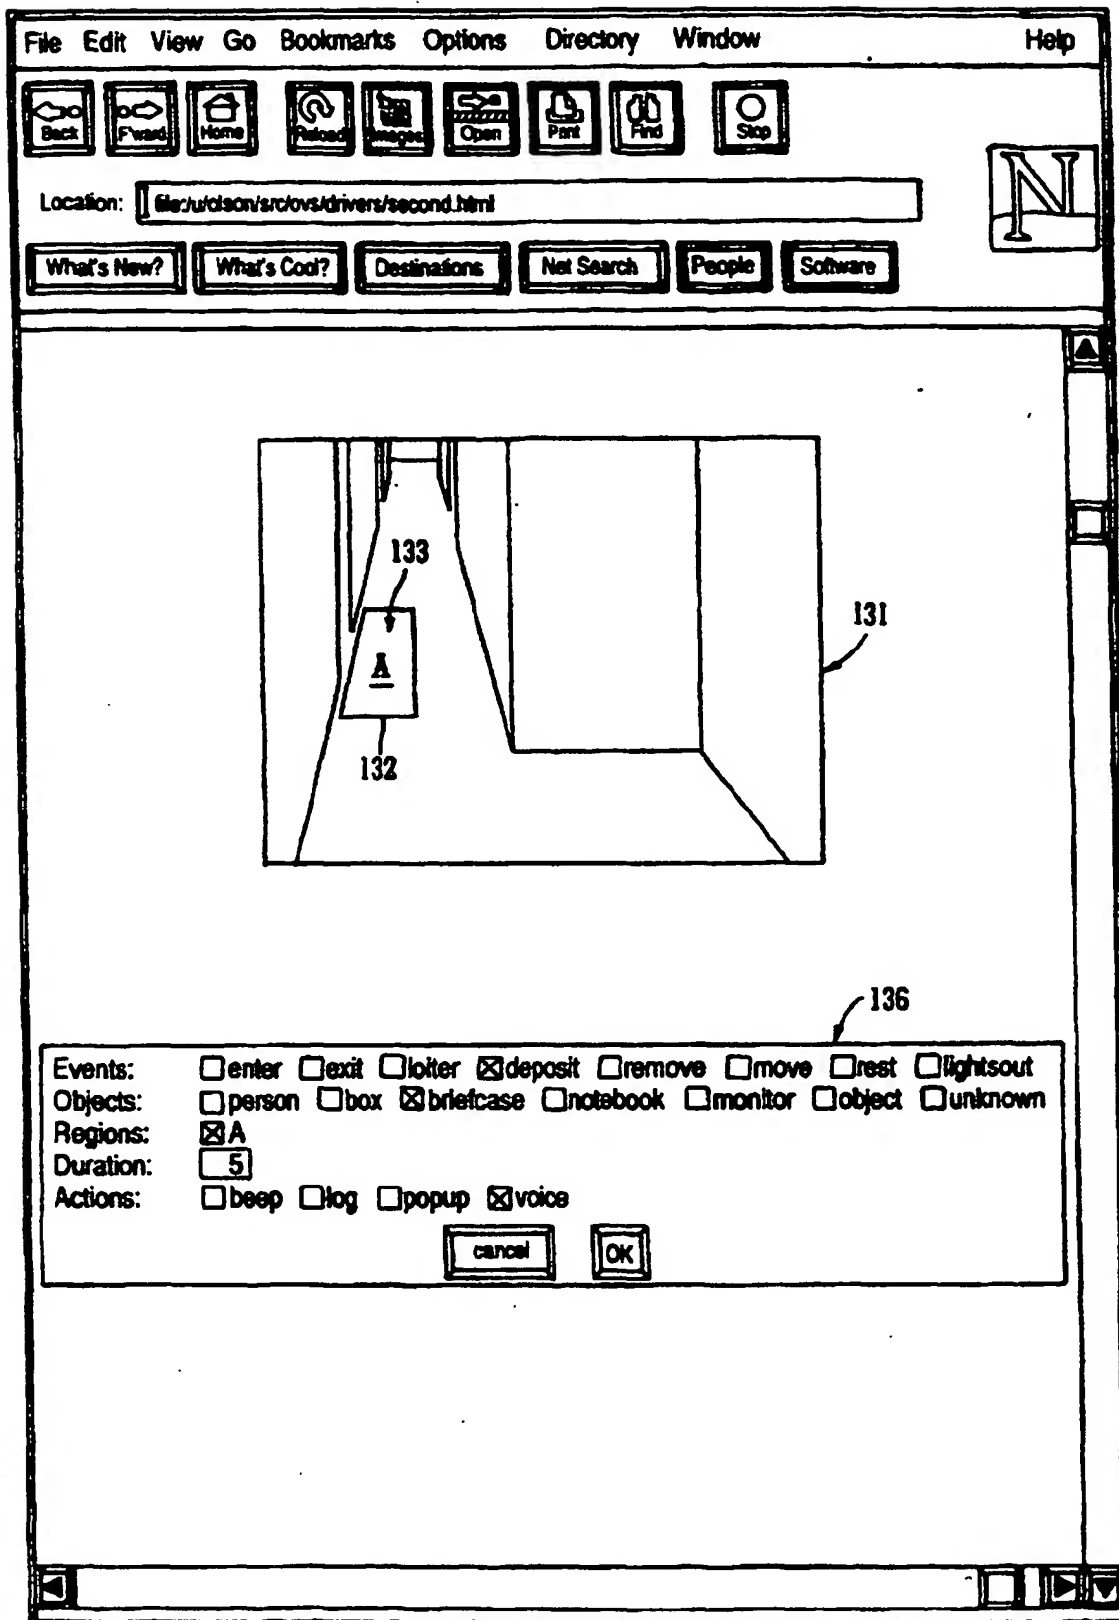 File Edit View Go Bookmarks Options Directory Window Help
Back F'ward Home Reload Images Open Print Find Stop
N
Location: file:/u/olson/src/ovs/drivers/second.html
What's New? What's Cool? Destinations Net Search People Software
133
131
A
132
136
Events: enter exit loiter deposit remove move rest lightsout
Objects: person box briefcase notebook monitor object unknown
Regions: A
Duration: 5
Actions: beep log popup voice
cancel OK